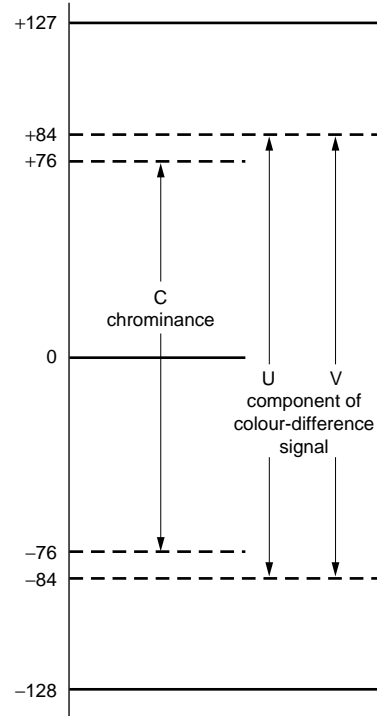 +127
+84
+76
C
chrominance
0
U V
component of
colour-difference
signal
−76
−84
−128